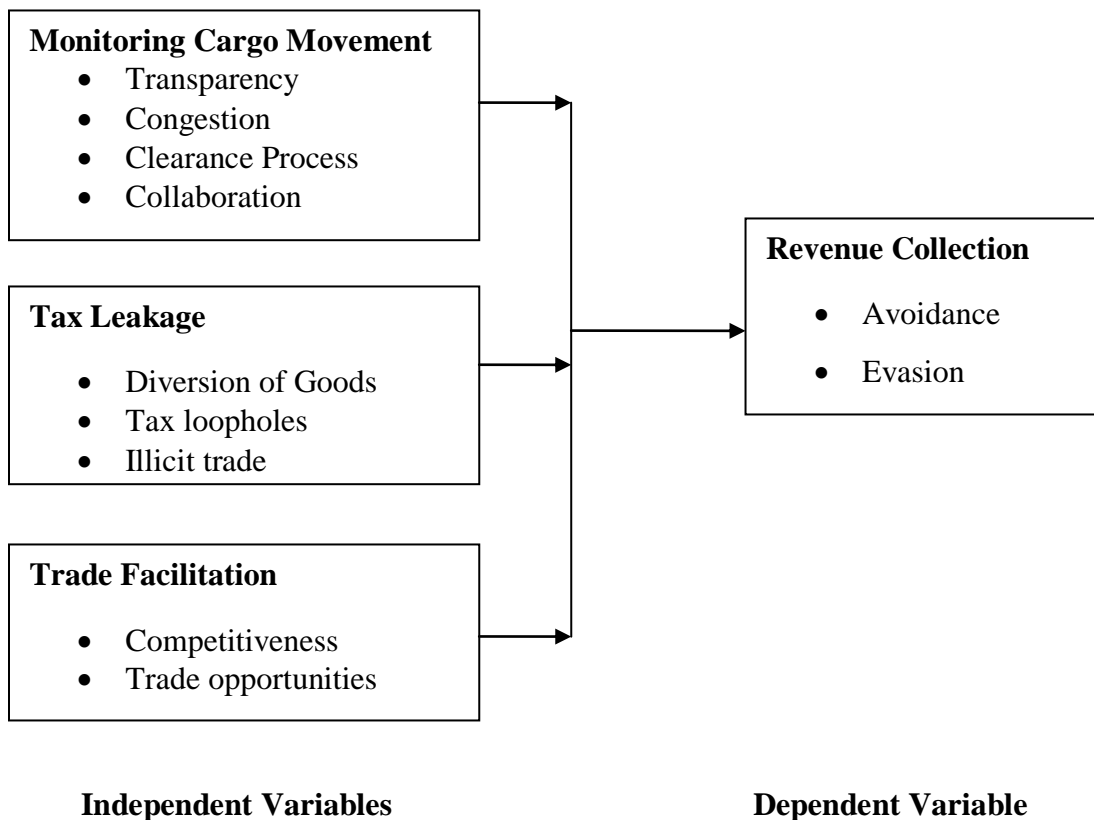 Monitoring Cargo Movement
• Transparency
• Congestion
• Clearance Process
• Collaboration
Tax Leakage
• Diversion of Goods
• Tax loopholes
• Illicit trade
Trade Facilitation
• Competitiveness
• Trade opportunities
Revenue Collection
• Avoidance
• Evasion
Independent Variables
Dependent Variable